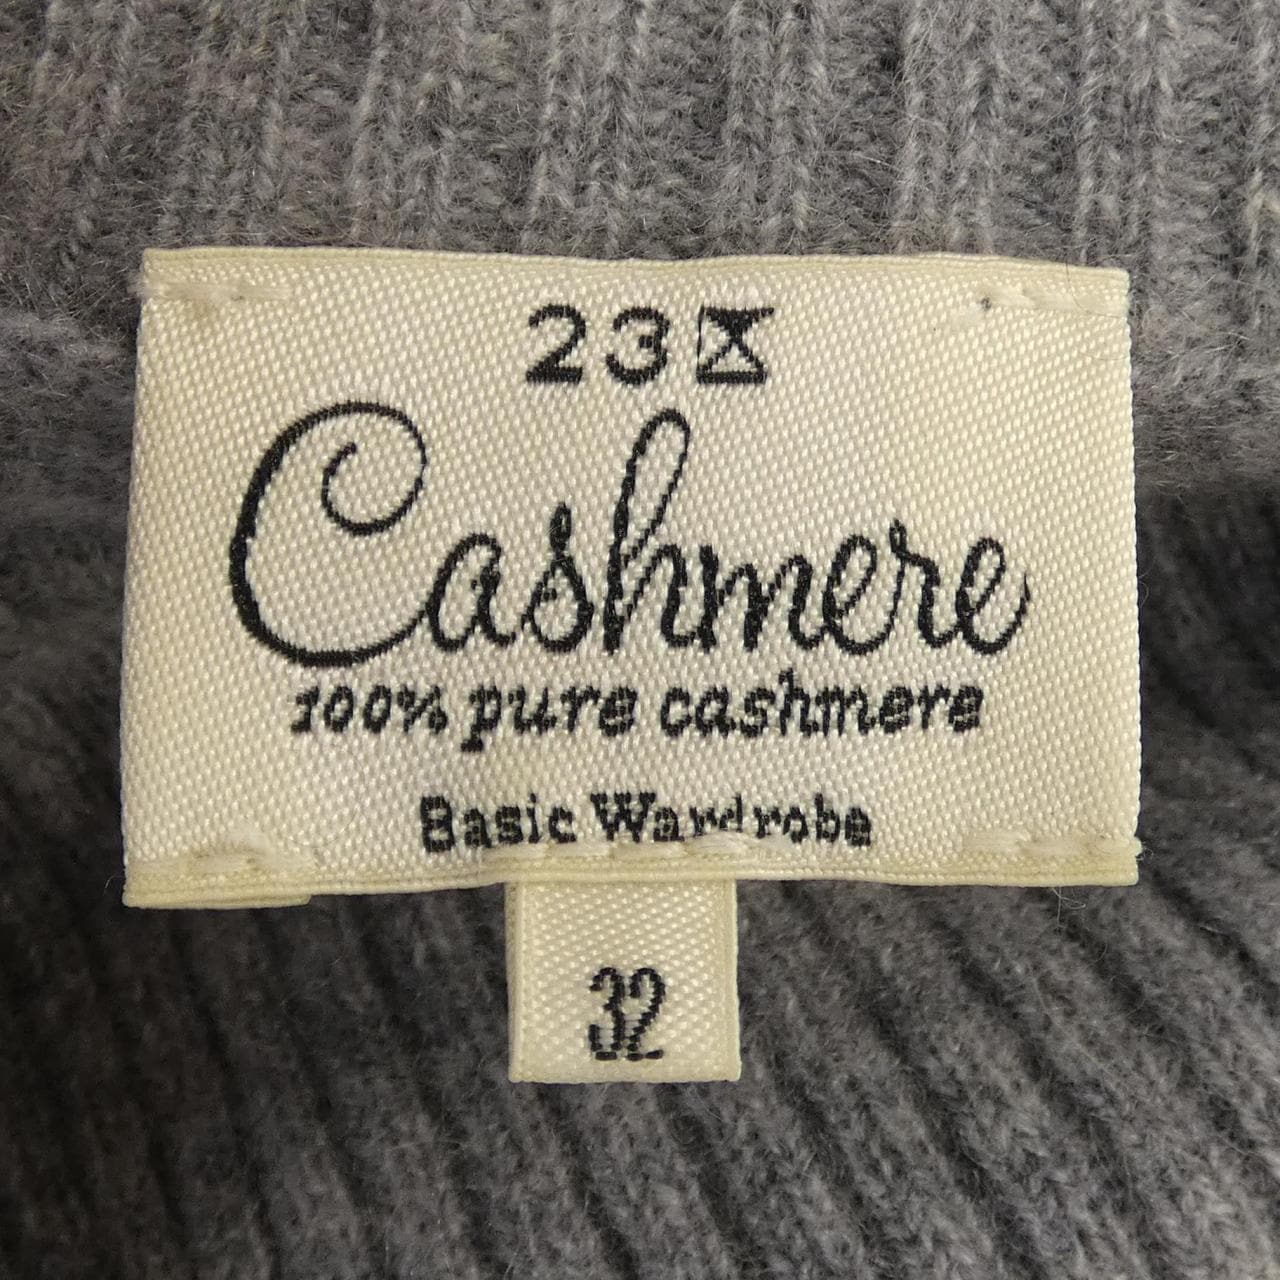 23区
Cashmere
100% pure cashmere
Basic Wardrobe
32